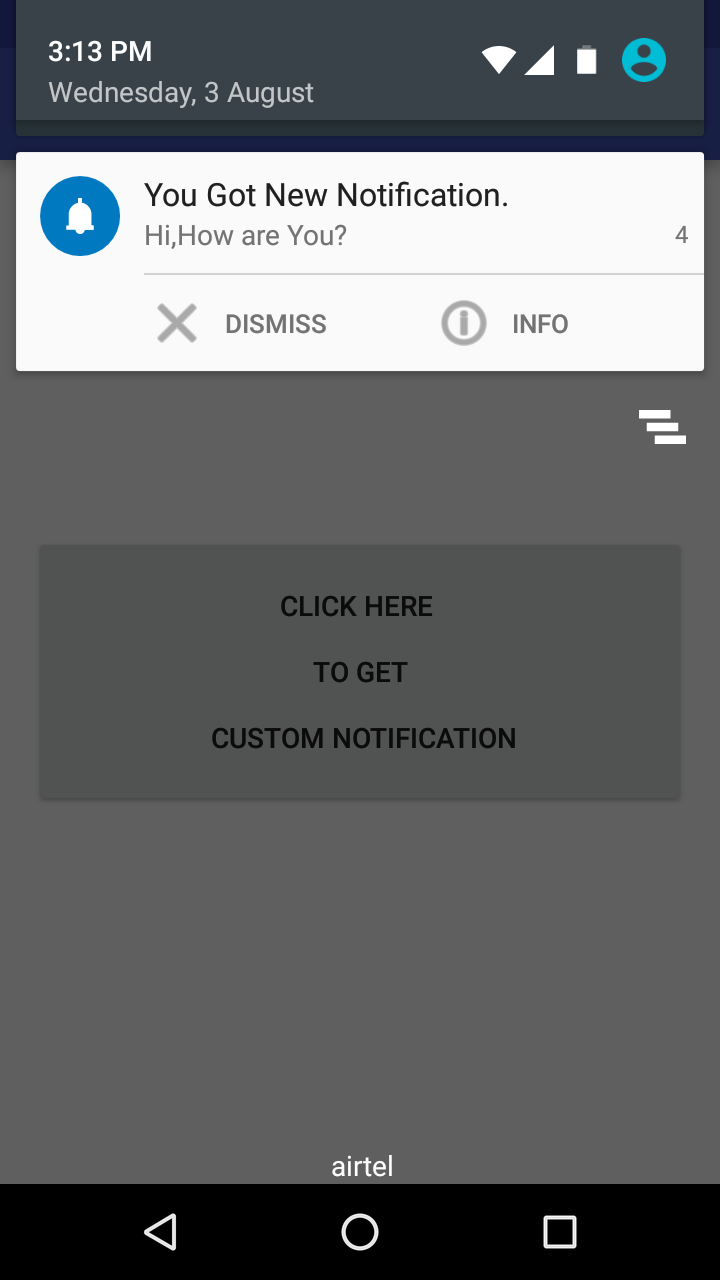 3:13 PM
Wednesday, 3 August
You Got New Notification.
Hi,How are You?
4
DISMISS
INFO
CLICK HERE
TO GET
CUSTOM NOTIFICATION
airtel